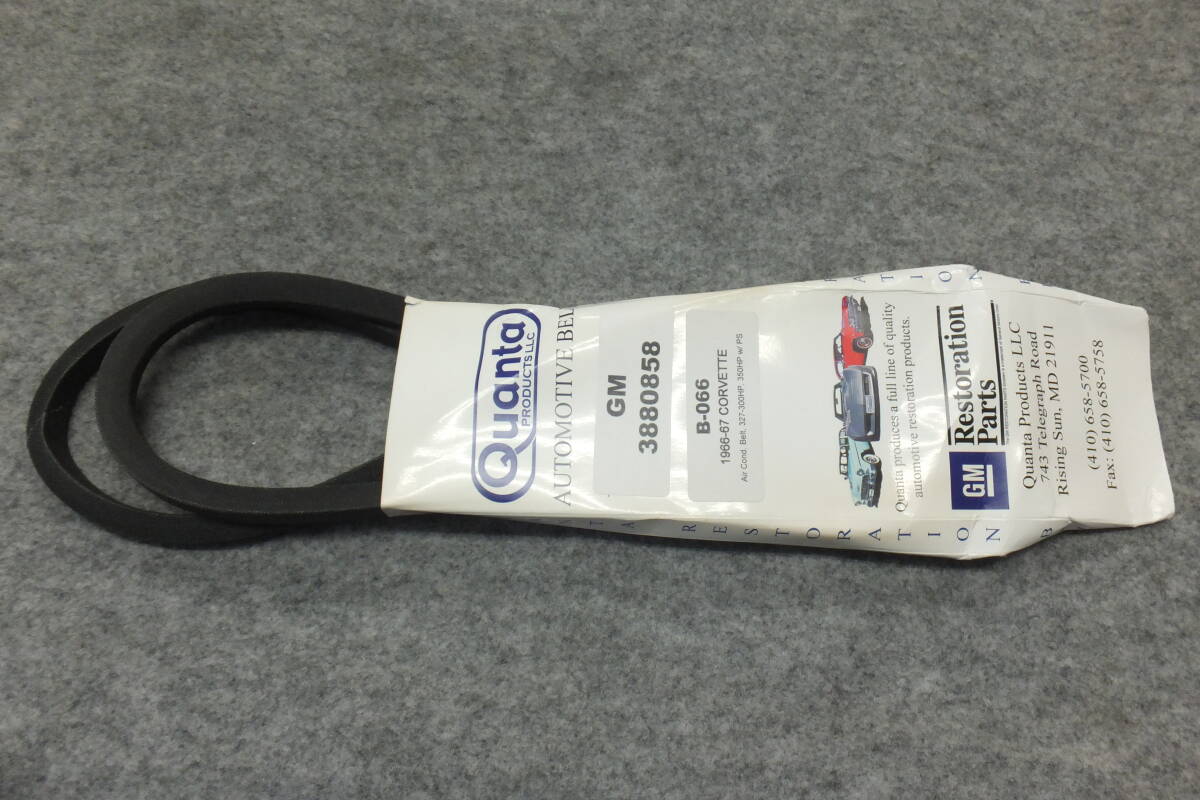 Quanta
PRODUCTS LLC
AUTOMOTIVE BEL
GM
3880858
B-066
1966-67 CORVETTE
Air Cond. Belt, 327-300HP, 350HP w/ PS
Quanta produces a full line of quality
automotive restoration products.
GM
Restoration
Parts
Quanta Products LLC
743 Telegraph Road
Rising Sun, MD 21911
(410) 658-5700
Fax: (410) 658-5758
T A R E S T O R A T I O N B
A T I O N